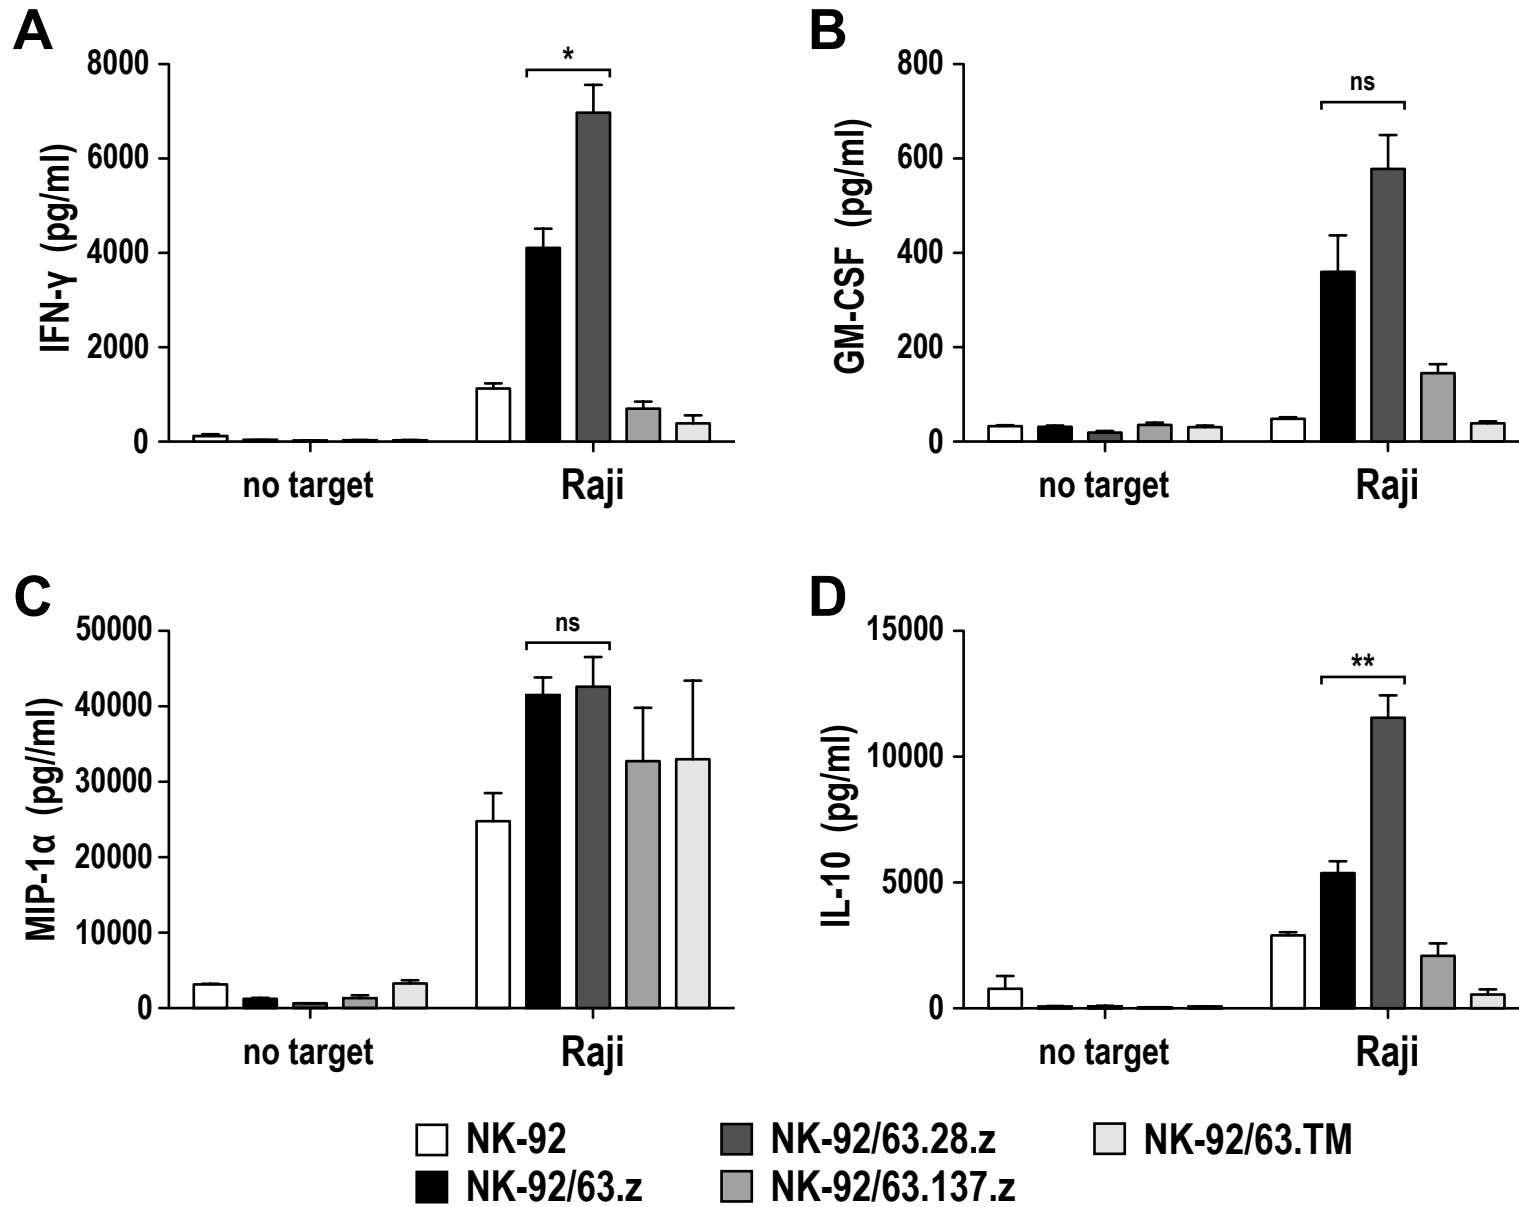 A
IFN-γ (pg/ml)
8000
6000
4000
2000
0
*
no target
Raji
B
GM-CSF (pg/ml)
800
600
400
200
0
ns
no target
Raji
C
MIP-1α (pg//ml)
50000
40000
30000
20000
10000
0
ns
no target
Raji
D
IL-10 (pg/ml)
15000
10000
5000
0
**
no target
Raji
NK-92
NK-92/63.28.z
NK-92/63.TM
NK-92/63.z
NK-92/63.137.z